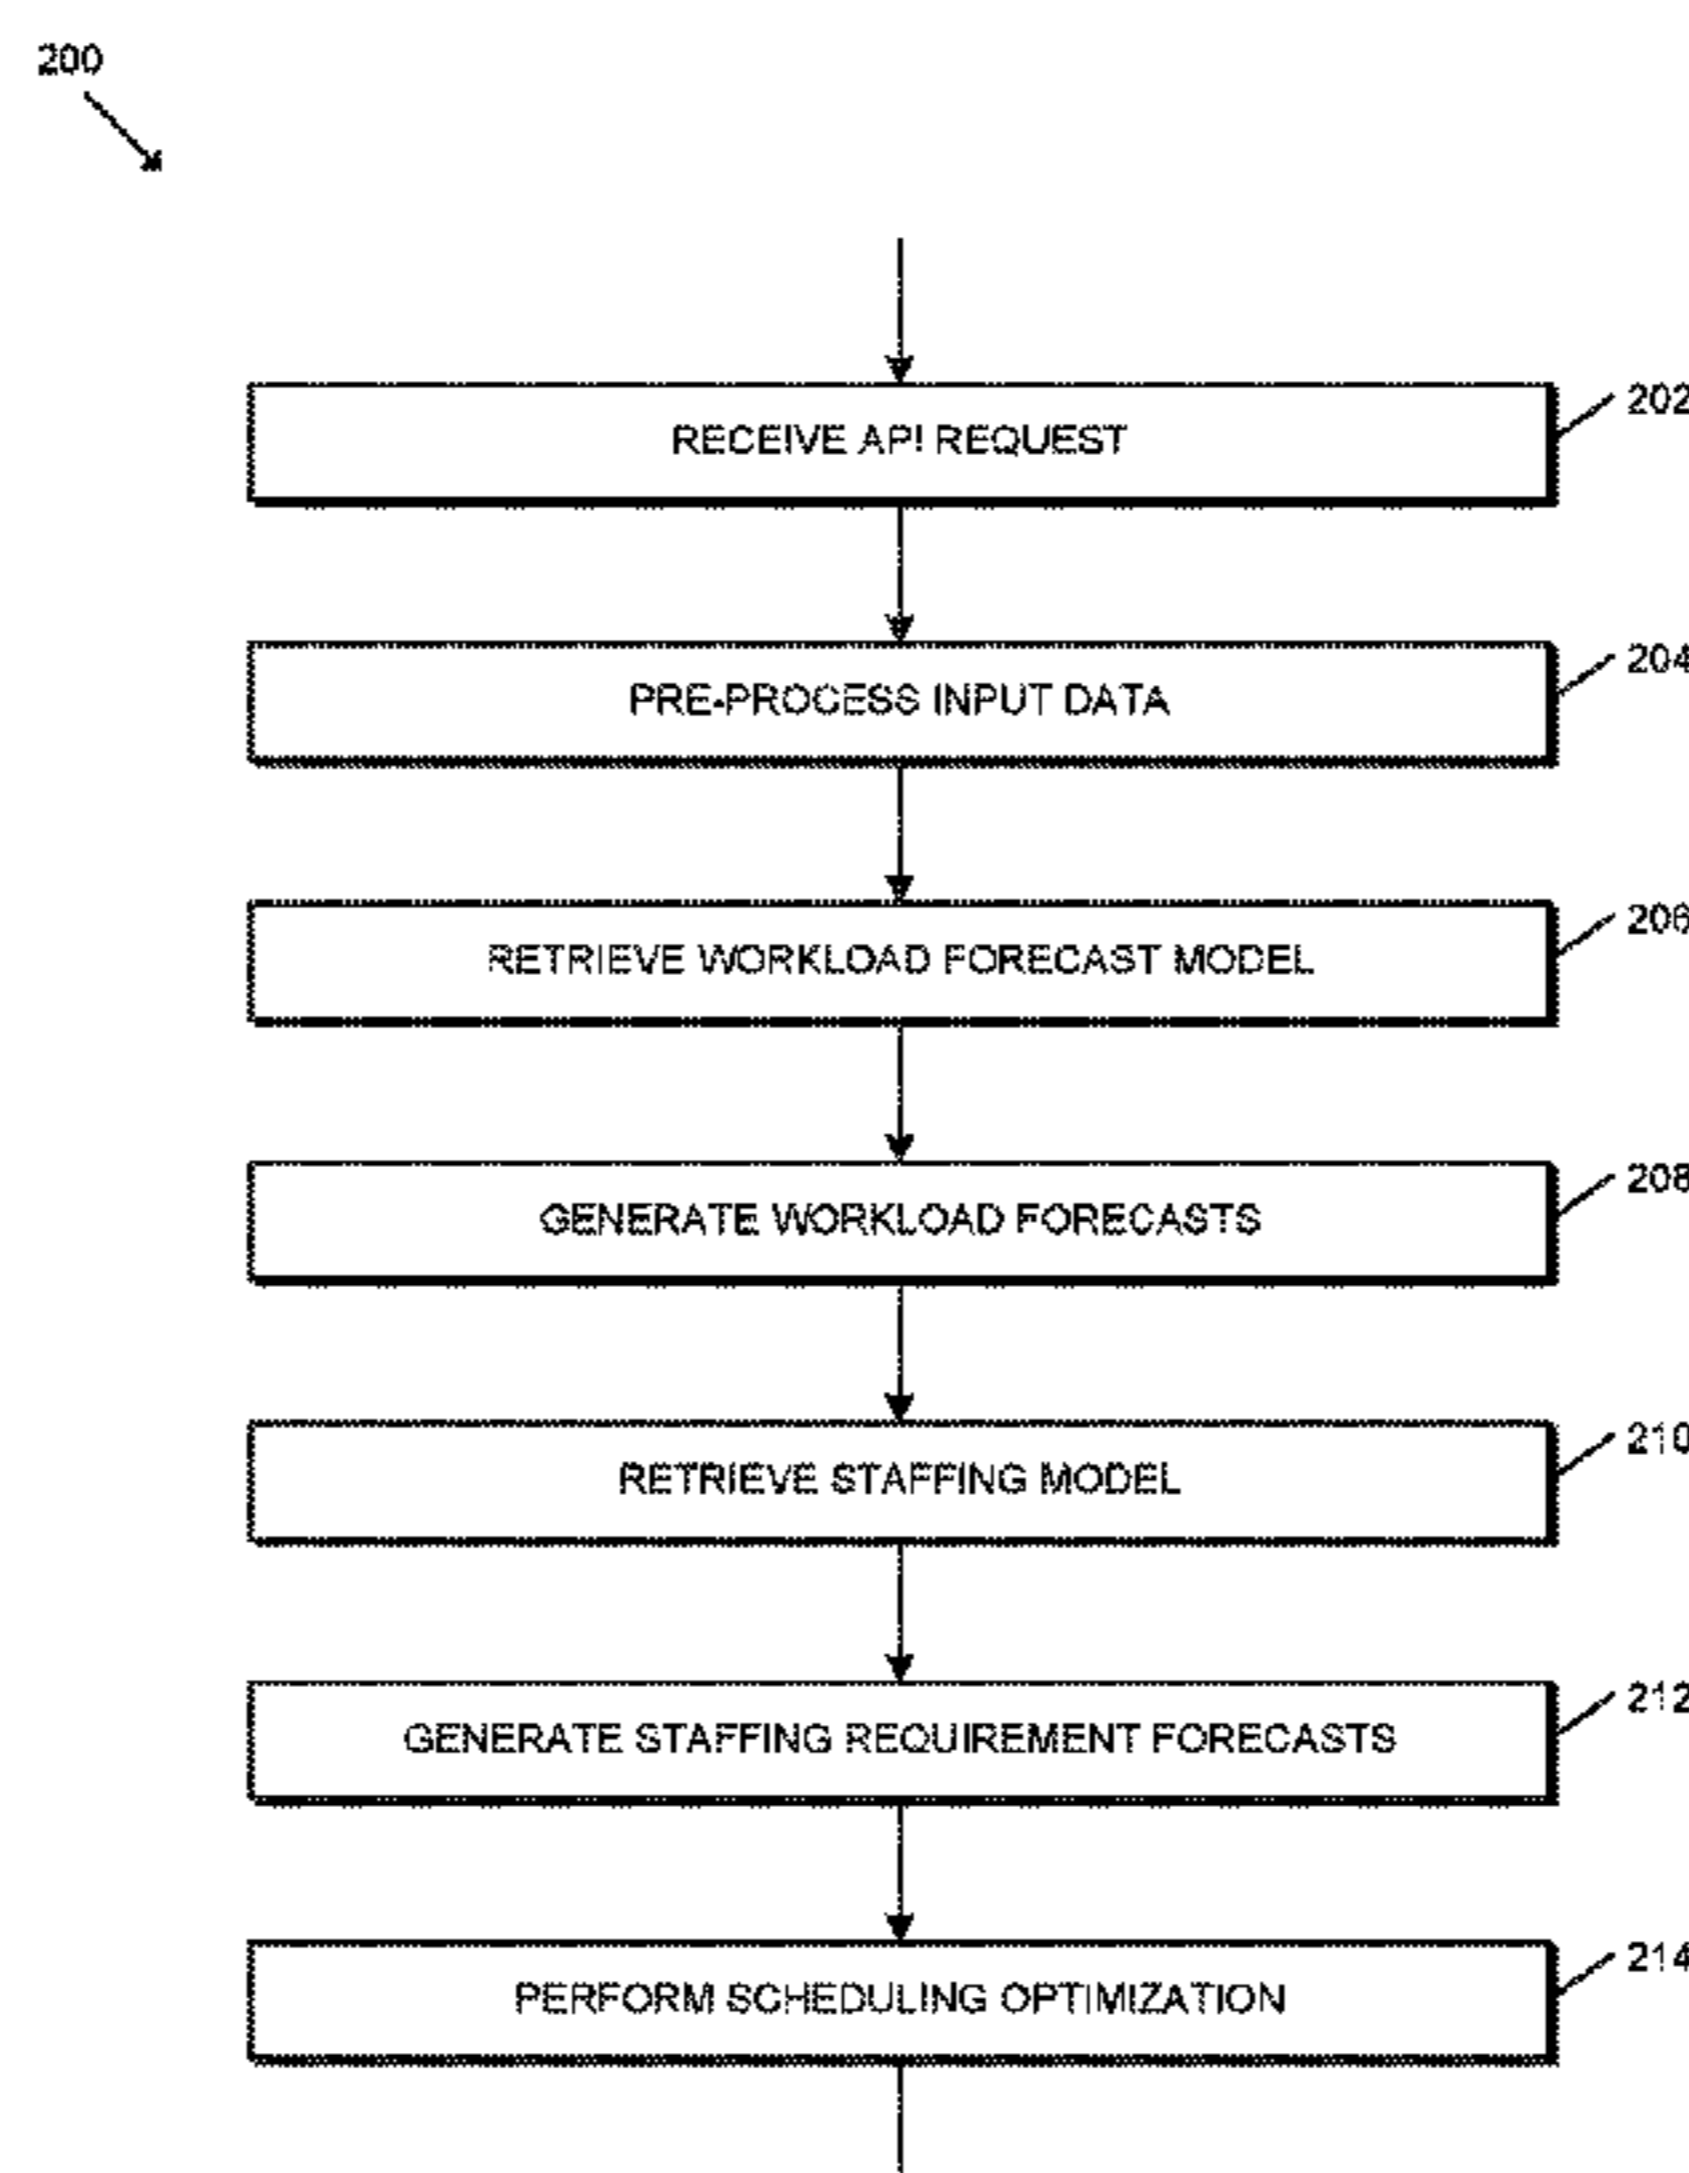 200
RECEIVE API REQUEST
202
PRE-PROCESS INPUT DATA
204
RETRIEVE WORKLOAD FORECAST MODEL
206
GENERATE WORKLOAD FORECASTS
208
RETRIEVE STAFFING MODEL
210
GENERATE STAFFING REQUIREMENT FORECASTS
212
PERFORM SCHEDULING OPTIMIZATION
214